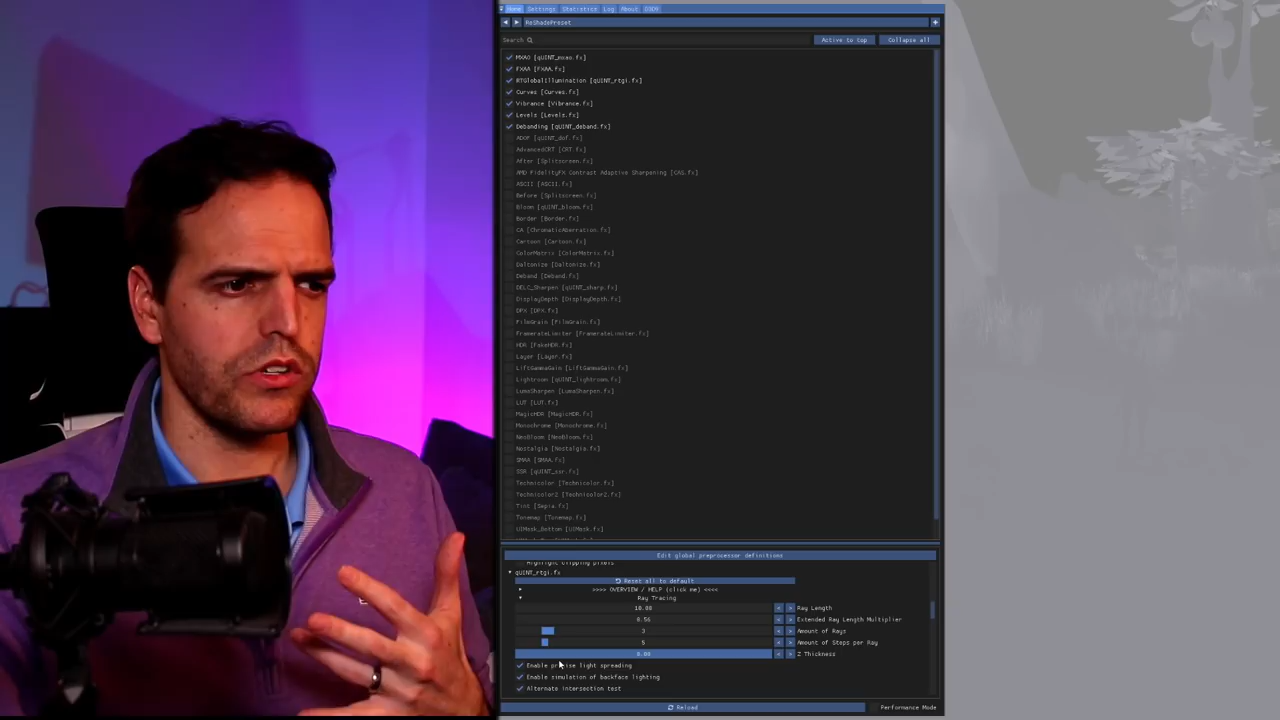 Home Settings Statistics Log About D3D9
ReShadePreset
Search
Active to top
Collapse all
MXAO [qUINT_mxao.fx]
FXAA [FXAA.fx]
RTGlobalIllumination [qUINT_rtgi.fx]
Curves [Curves.fx]
Vibrance [Vibrance.fx]
Levels [Levels.fx]
Debanding [qUINT_deband.fx]
ADOF [qUINT_dof.fx]
AdvancedCRT [CRT.fx]
After [Splitscreen.fx]
AMD FidelityFX Contrast Adaptive Sharpening [CAS.fx]
ASCII [ASCII.fx]
Before [Splitscreen.fx]
Bloom [qUINT_bloom.fx]
Border [Border.fx]
CA [ChromaticAberration.fx]
Cartoon [Cartoon.fx]
ColorMatrix [ColorMatrix.fx]
Daltonize [Daltonize.fx]
Deband [Deband.fx]
DELC_Sharpen [qUINT_sharp.fx]
DisplayDepth [DisplayDepth.fx]
DPX [DPX.fx]
FilmGrain [FilmGrain.fx]
FramerateLimiter [FramerateLimiter.fx]
HDR [FakeHDR.fx]
Layer [Layer.fx]
LiftGammaGain [LiftGammaGain.fx]
Lightroom [qUINT_lightroom.fx]
LumaSharpen [LumaSharpen.fx]
LUT [LUT.fx]
MagicHDR [MagicHDR.fx]
Monochrome [Monochrome.fx]
NeoBloom [NeoBloom.fx]
Nostalgia [Nostalgia.fx]
SMAA [SMAA.fx]
SSR [qUINT_ssr.fx]
Technicolor [Technicolor.fx]
Technicolor2 [Technicolor2.fx]
Tint [Sepia.fx]
Tonemap [Tonemap.fx]
UIMask_Bottom [UIMask.fx]
Edit global preprocessor definitions
Highlight clipping pixels
qUINT_rtgi.fx
Reset all to default
>>>> OVERVIEW / HELP (click me) <<<<
Ray Tracing
Ray Length
Extended Ray Length Multiplier
3 < > Amount of Rays
5 < > Amount of Steps per Ray
Z Thickness
Enable precise light spreading
Enable simulation of backface lighting
Alternate intersection test
Reload
Performance Mode